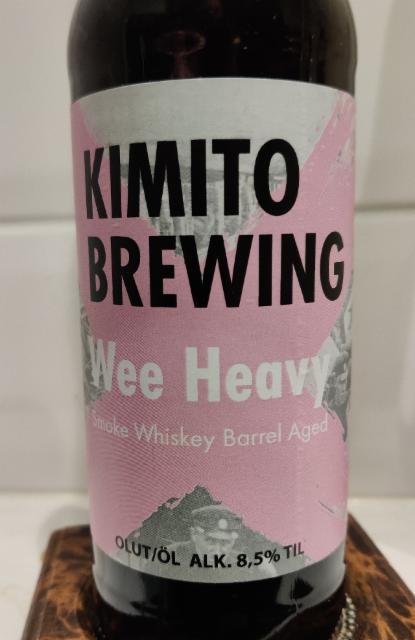 KIMITO
BREWING
Wee Heavy
Smoke Whiskey Barrel Aged
OLUT/ÖL ALK. 8,5% TIL